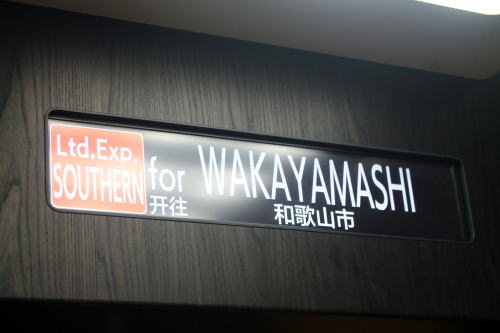 Ltd.Exp.
SOUTHERN
for WAKAYAMASHI
开往 和歌山市